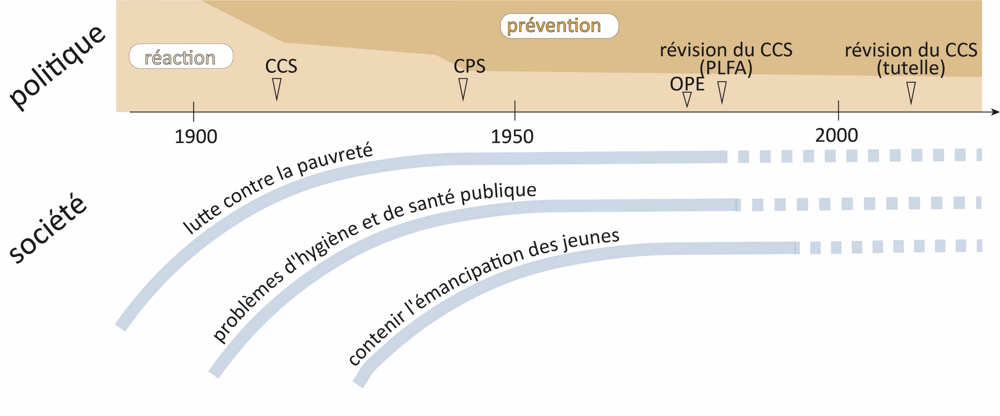 politique
prévention
réaction
CCS
CPS
révision du CCS
(PLFA)
OPE
révision du CCS
(tutelle)
1900
1950
2000
société
lutte contre la pauvreté
problèmes d'hygiène et de santé publique
contenir l'émancipation des jeunes